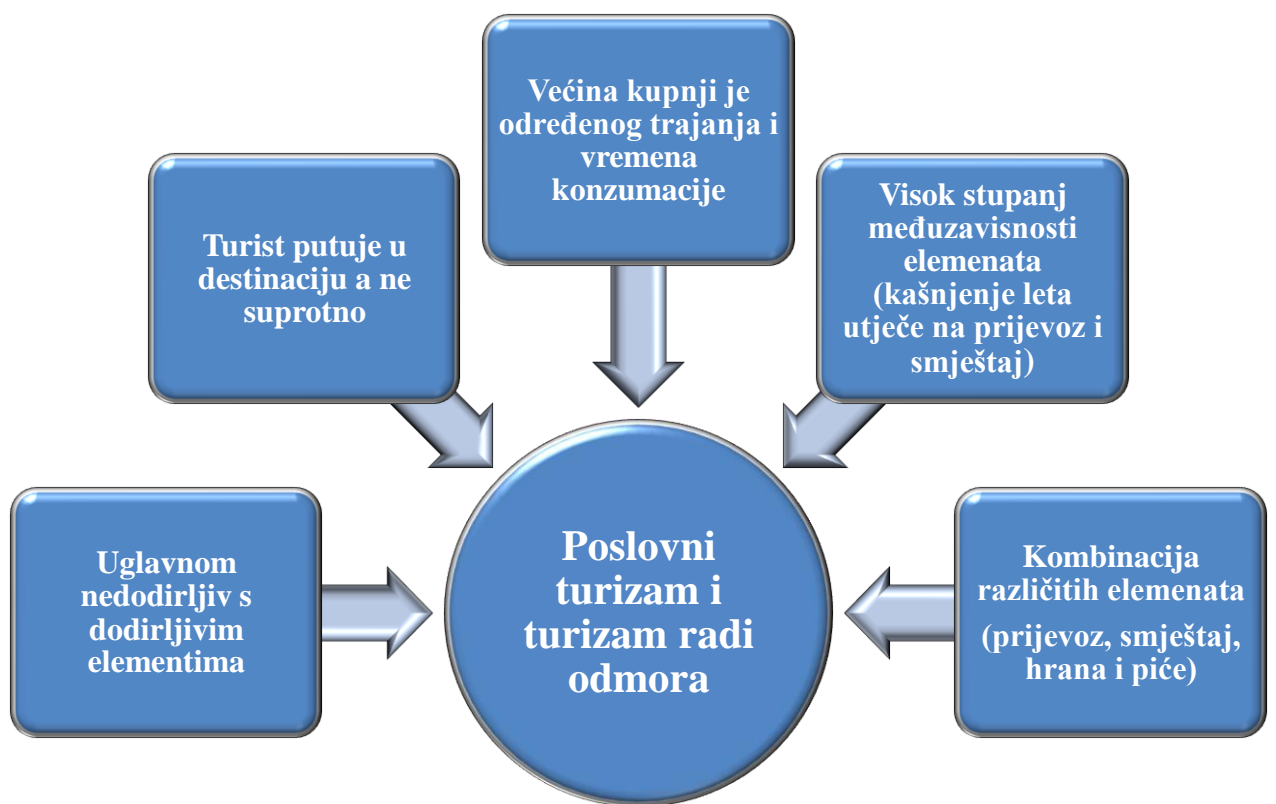 Većina kupnji je
određenog trajanja i
vremena
konzumacije
Turist putuje u
destinaciju a ne
suprotno
Visok stupanj
međuzavisnosti
elemenata
(kašnjenje leta
utječe na prijevoz i
smještaj)
Uglavnom
nedodirljiv s
dodirljivim
elementima
Poslovni
turizam i
turizam radi
odmora
Kombinacija
različitih elemenata
(prijevoz, smještaj,
hrana i piće)